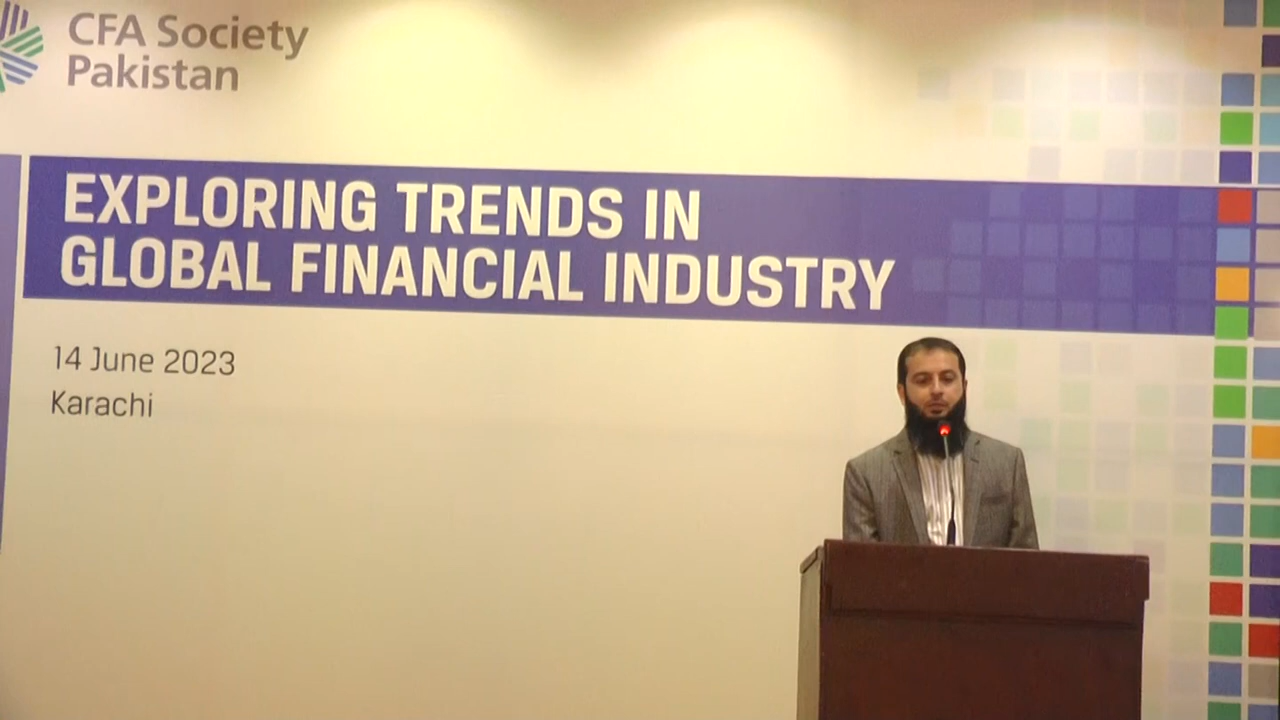 CFA Society
Pakistan
EXPLORING TRENDS IN
GLOBAL FINANCIAL INDUSTRY
14 June 2023
Karachi